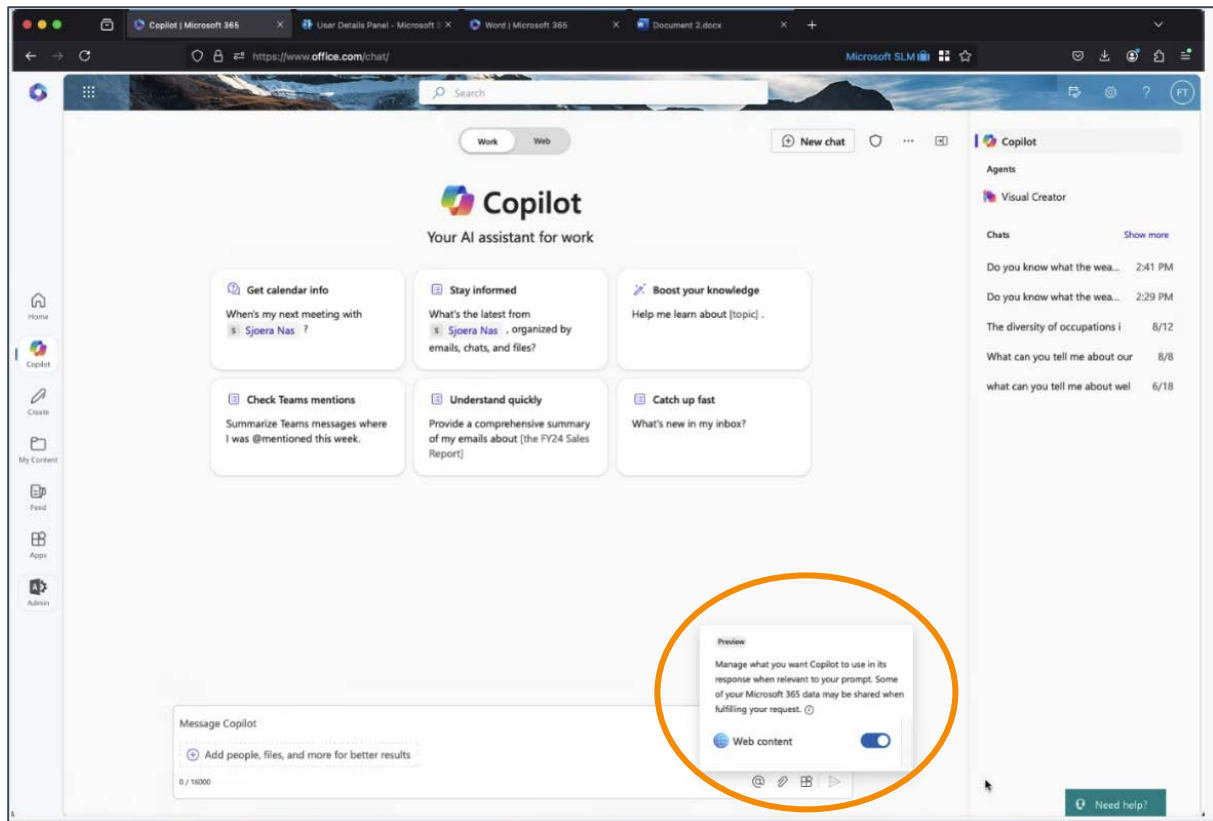 Copilot | Microsoft 365
User Details Panel - Microsoft 3
Word | Microsoft 365
Document 2.docx
https://www.office.com/chat/
Microsoft SLM
Search
FT
Work
Web
New chat
Copilot
Your AI assistant for work
Get calendar info
When's my next meeting with
S Sjoera Nas ?
Stay informed
What's the latest from
S Sjoera Nas , organized by
emails, chats, and files?
Boost your knowledge
Help me learn about [topic] .
Check Teams mentions
Summarize Teams messages where
I was @mentioned this week.
Understand quickly
Provide a comprehensive summary
of my emails about [the FY24 Sales
Report]
Catch up fast
What's new in my inbox?
Home
Copilot
Create
My Content
Feed
Apps
Admin
Copilot
Agents
Visual Creator
Chats
Show more
Do you know what the wea... 2:41 PM
Do you know what the wea... 2:29 PM
The diversity of occupations i 8/12
What can you tell me about our 8/8
what can you tell me about wel 6/18
Preview
Manage what you want Copilot to use in its
response when relevant to your prompt. Some
of your Microsoft 365 data may be shared when
fulfilling your request.
Web content
Message Copilot
Add people, files, and more for better results
0 / 16000
Need help?